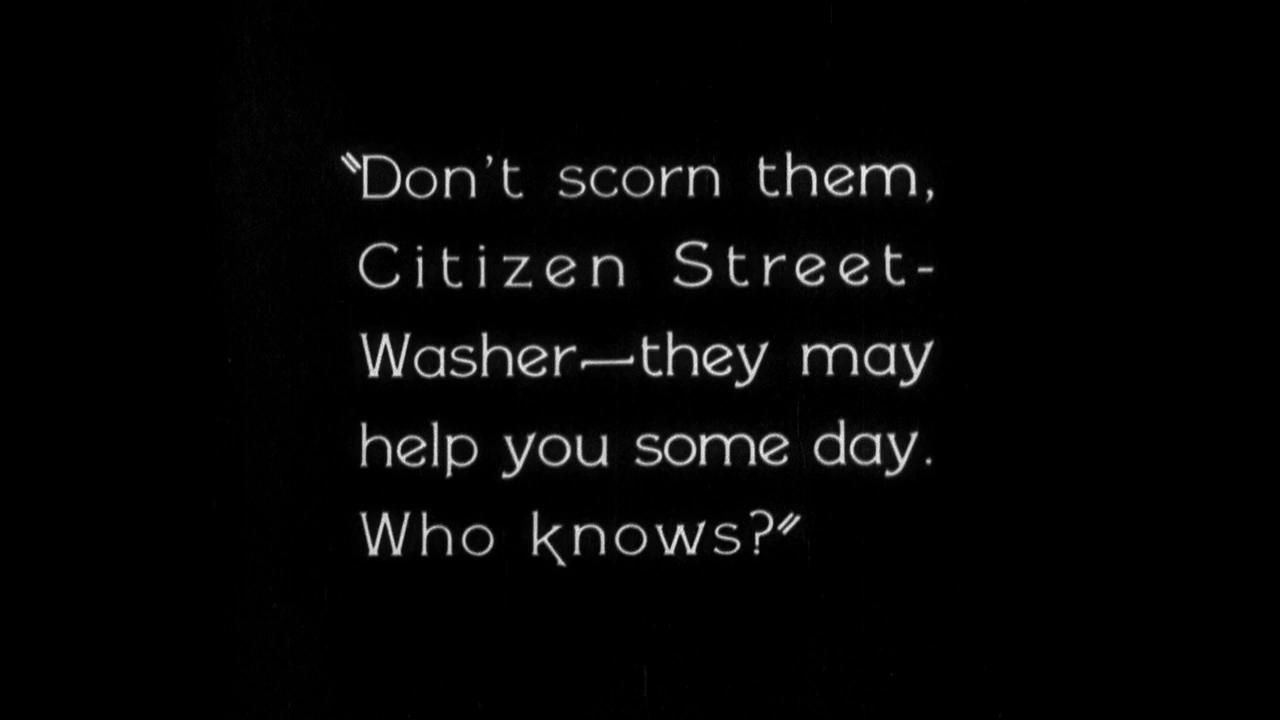 "Don't scorn them,
Citizen Street-
Washer—they may
help you some day.
Who knows?"